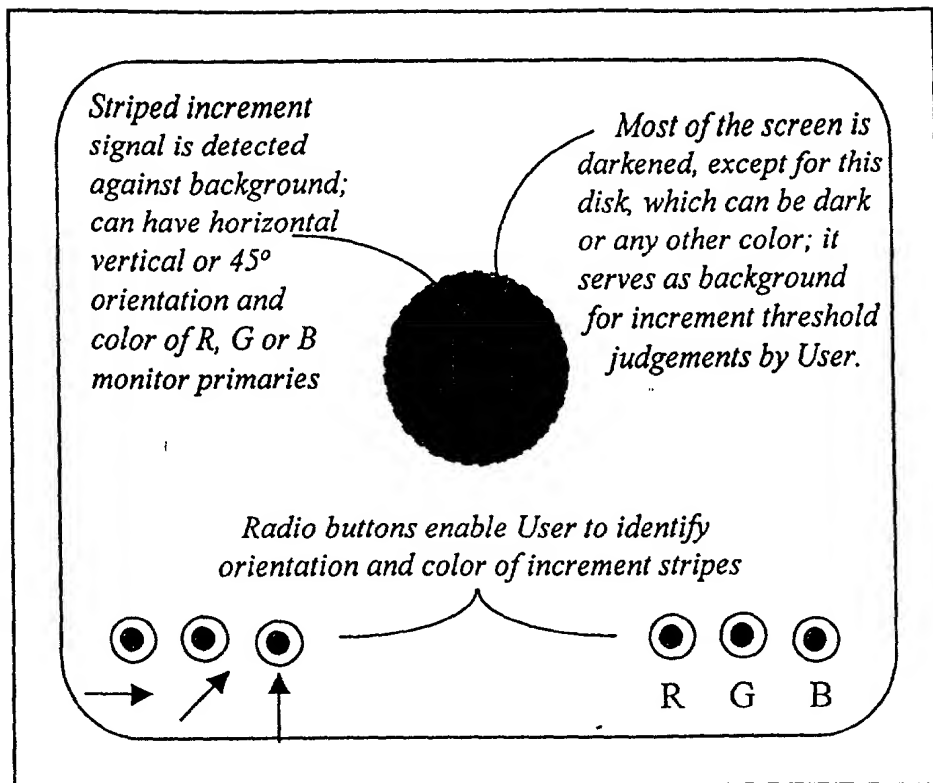 Striped increment
signal is detected
against background;
can have horizontal
vertical or 45º
orientation and
color of R, G or B
monitor primaries
Most of the screen is
darkened, except for this
disk, which can be dark
or any other color; it
serves as background
for increment threshold
judgements by User.
Radio buttons enable User to identify
orientation and color of increment stripes
R G B